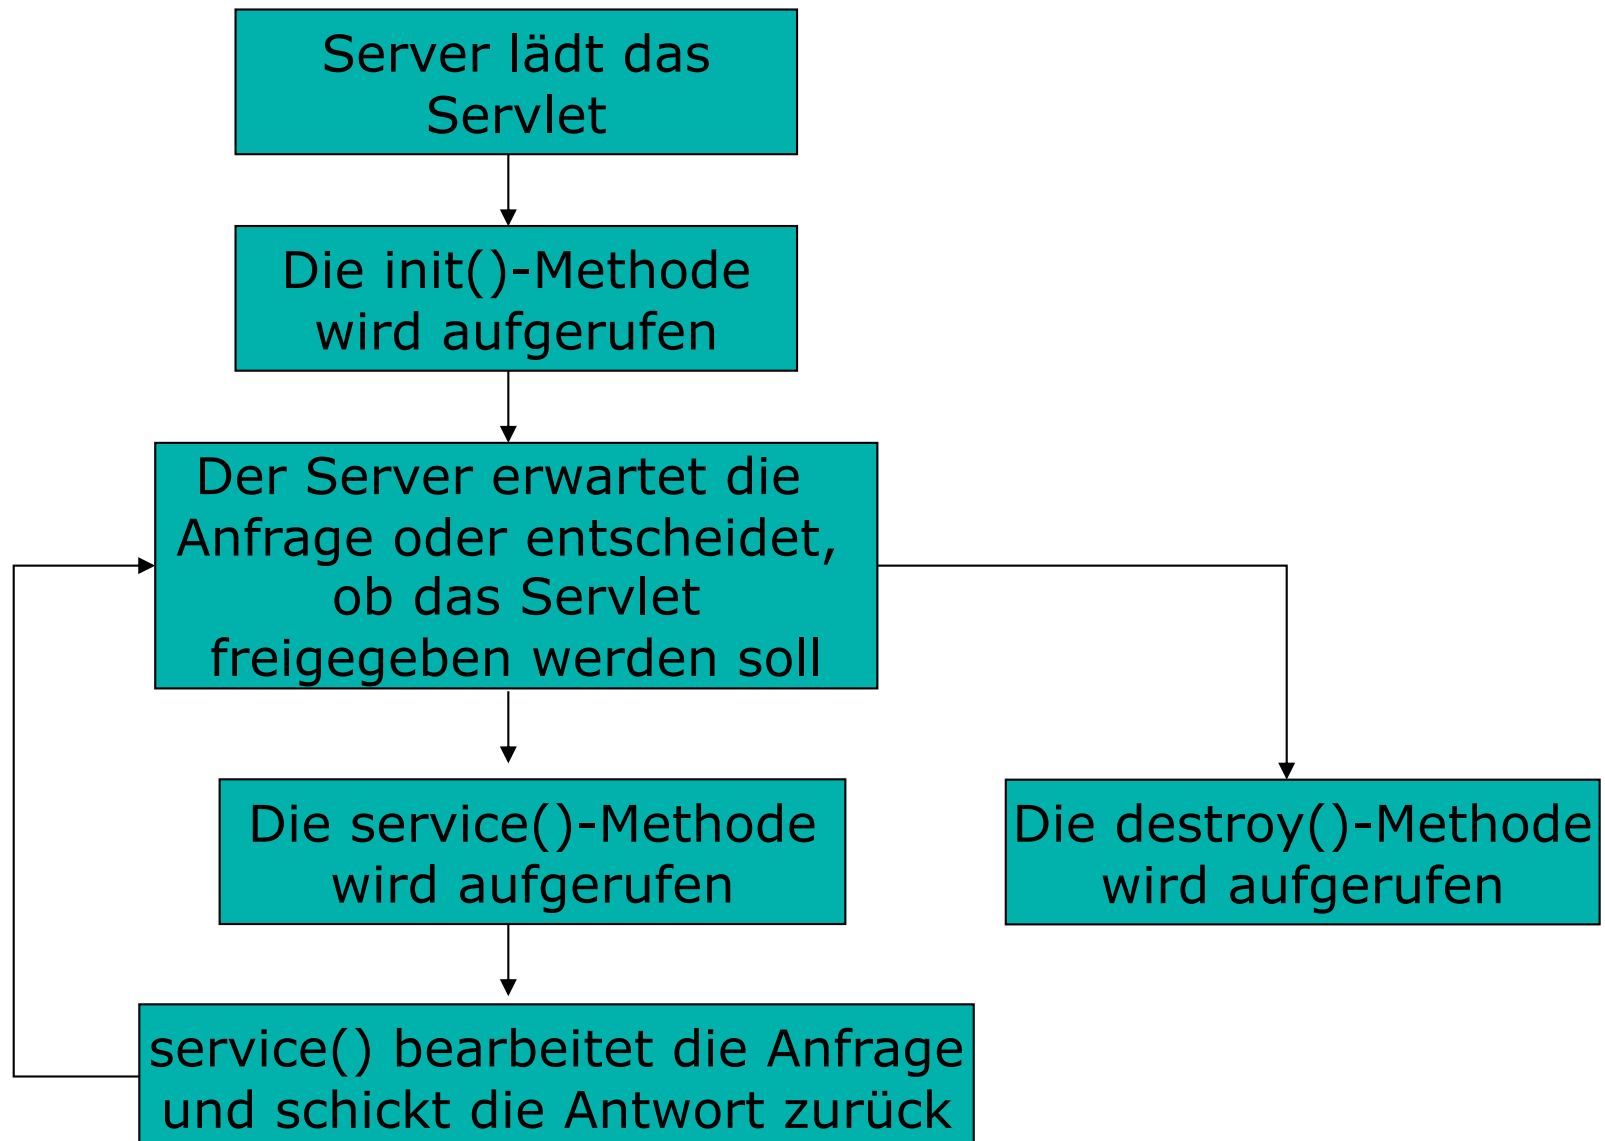 Server lädt das
Servlet
Die init()-Methode
wird aufgerufen
Der Server erwartet die
Anfrage oder entscheidet,
ob das Servlet
freigegeben werden soll
Die service()-Methode
wird aufgerufen
Die destroy()-Methode
wird aufgerufen
service() bearbeitet die Anfrage
und schickt die Antwort zurück